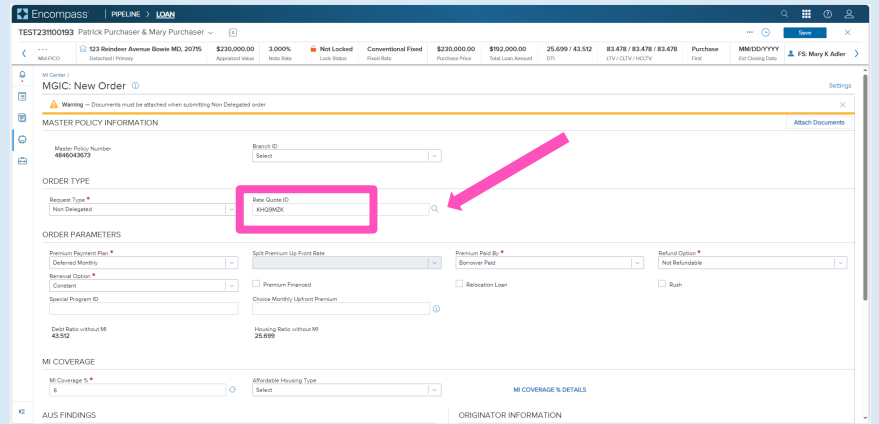 Encompass PIPELINE > LOAN
TEST231100193 Patrick Purchaser & Mary Purchaser
Save
--- 123 Reindeer Avenue Bowie MD, 20715 $230,000.00 3.000% Not Locked Conventional Fixed $230,000.00 $192,000.00 25.699 / 43.512 83.478 / 83.478 / 83.478 Purchase MM/DD/YYYY FS: Mary K Adler
Mid-FICO Detached | Primary Appraised Value Note Rate Lock Status Fixed Rate Purchase Price Total Loan Amount DTI LTV / CLTV / HCLTV First Est Closing Date
MI Center /
MGIC: New Order Settings
Warning — Documents must be attached when submitting Non Delegated order
MASTER POLICY INFORMATION Attach Documents
Master Policy Number Branch ID
4846043673 Select
ORDER TYPE
Request Type * Rate Quote ID
Non Delegated KHQ9MZK
ORDER PARAMETERS
Premium Payment Plan * Split Premium Up Front Rate Premium Paid By * Refund Option *
Deferred Monthly Borrower Paid Not Refundable
Renewal Option *
Constant Premium Financed Relocation Loan Rush
Special Program ID Choice Monthly Upfront Premium
Debt Ratio without MI Housing Ratio without MI
43.512 25.699
MI COVERAGE
MI Coverage % * Affordable Housing Type
6 Select MI COVERAGE % DETAILS
AUS FINDINGS ORIGINATOR INFORMATION